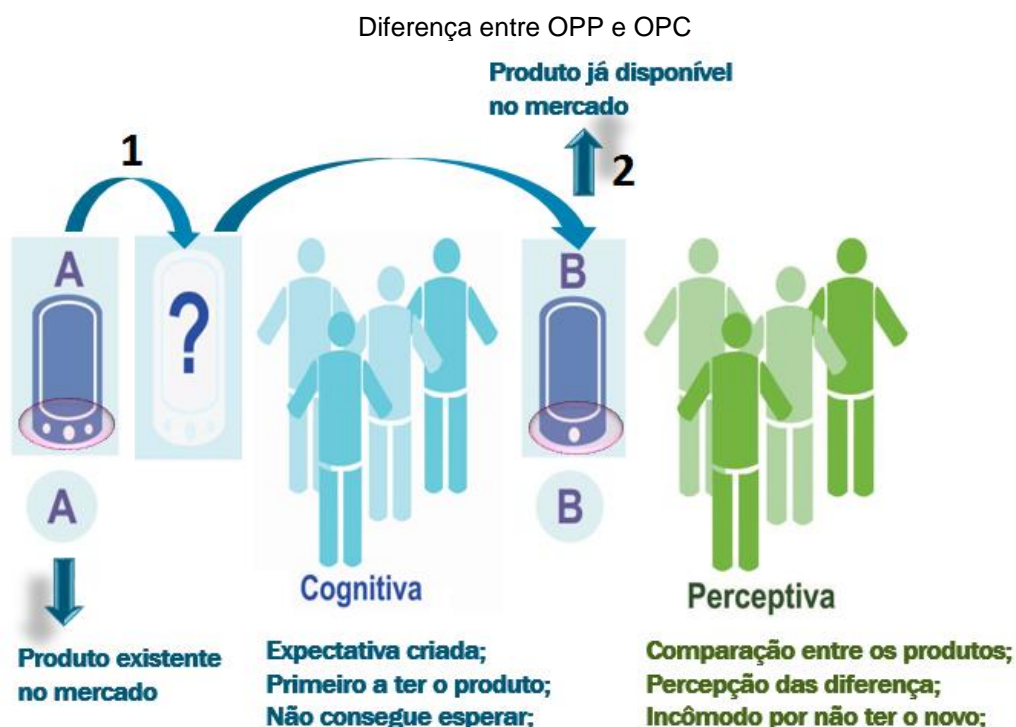 Diferença entre OPP e OPC
Produto já disponível
no mercado
1
2
A
?
B
A
B
Cognitiva
Perceptiva
Produto existente
no mercado
Expectativa criada;
Primeiro a ter o produto;
Não consegue esperar;
Comparação entre os produtos;
Percepção das diferença;
Incômodo por não ter o novo;